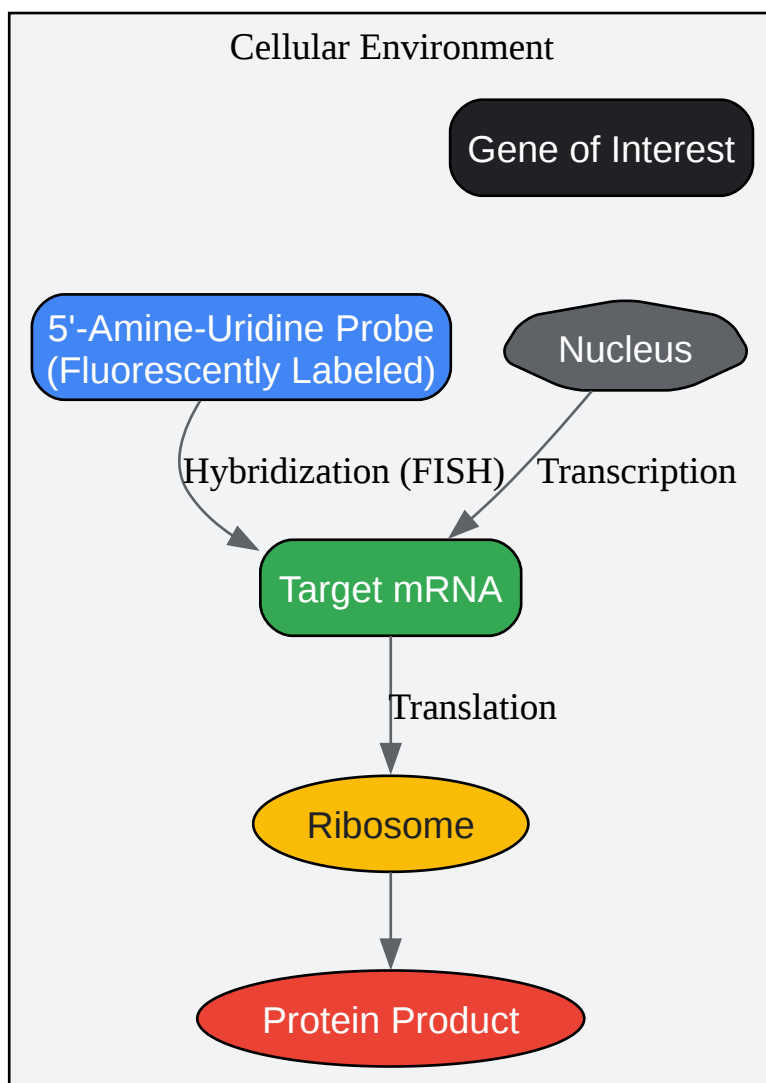 Cellular Environment
Gene of Interest
5'-Amine-Uridine Probe
(Fluorescently Labeled)
Nucleus
Hybridization (FISH)
Transcription
Target mRNA
Translation
Ribosome
Protein Product